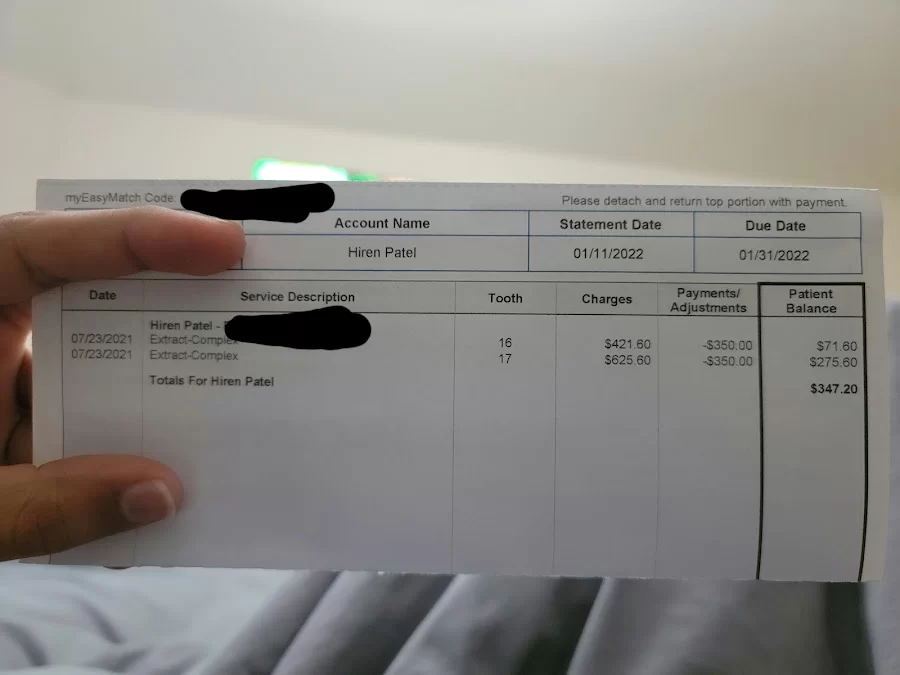 myEasyMatch Code:
Please detach and return top portion with payment.
Account Name Statement Date Due Date
Hiren Patel 01/11/2022 01/31/2022
Date Service Description Tooth Charges Payments/ Adjustments Patient Balance
Hiren Patel -
07/23/2021 Extract-Complex 16 $421.60 -$350.00 $71.60
07/23/2021 Extract-Complex 17 $625.60 -$350.00 $275.60
Totals For Hiren Patel $347.20